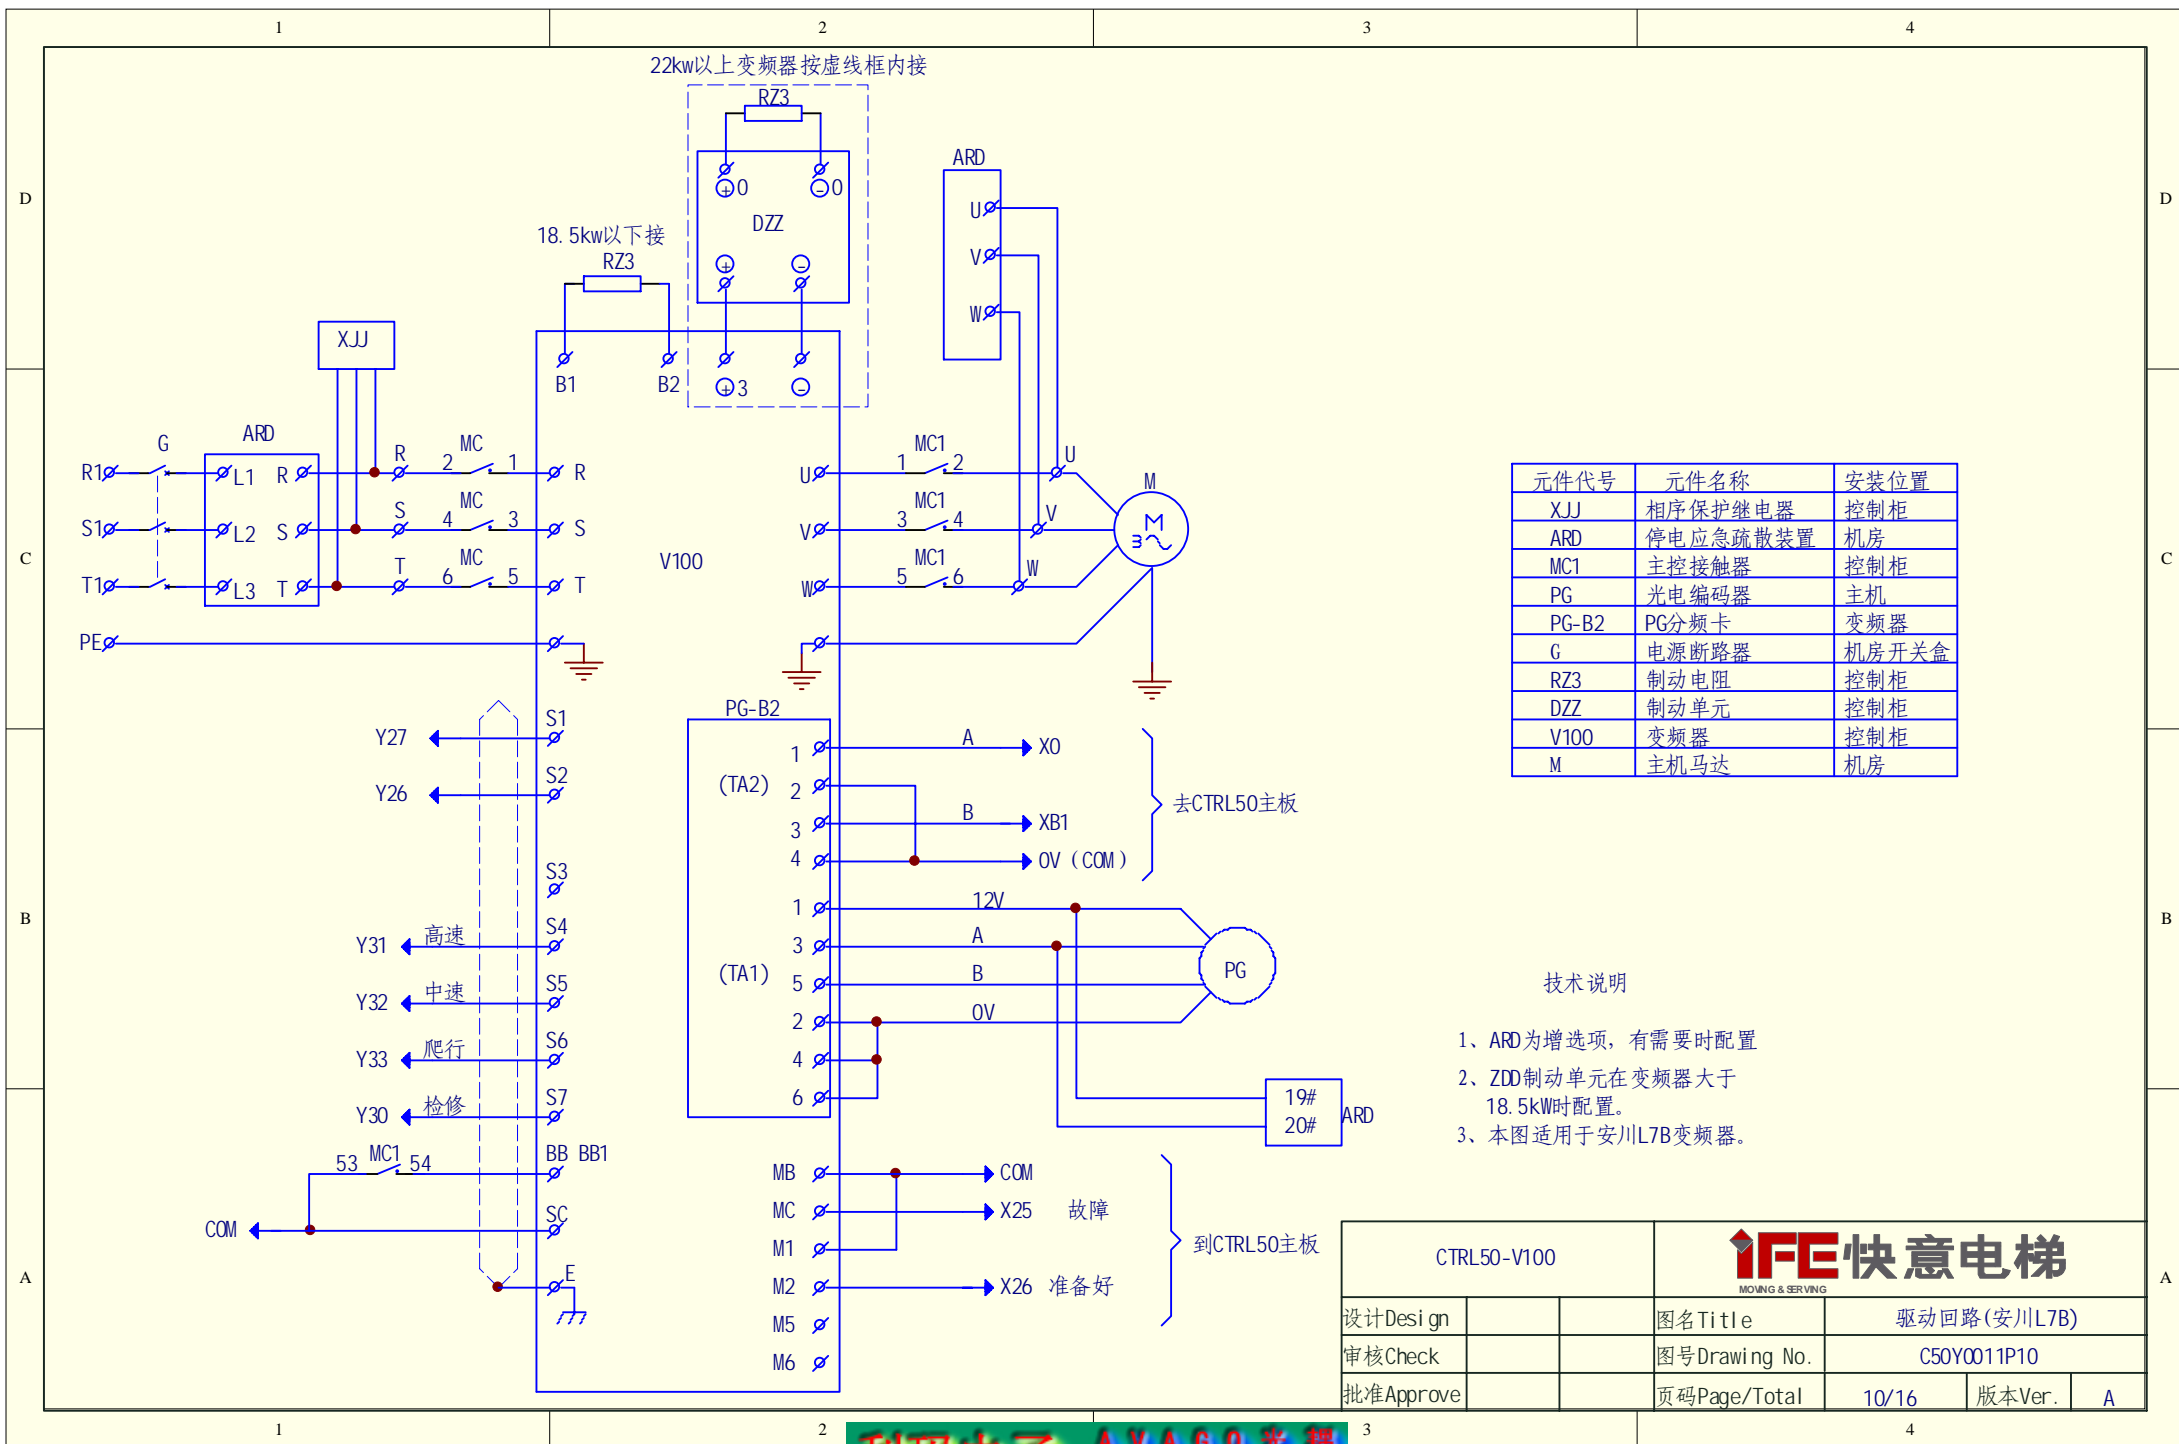 1 2 3 4
22kw以上变频器按虚线框内接
RZ3
ARD
D D
+ 0 - 0
U
DZZ
18.5kw以下接
V
RZ3
+ -
W
XJJ
B1 B2 + 3 -
G ARD
R1 L1 R R 2 MC 1 R
S1 L2 S S 4 MC 3 S
T1 L3 T T 6 MC 5 T
PE
V100
U 1 MC1 2 U
V 3 MC1 4 V
W 5 MC1 6 W
M
M
3
C C
元件代号 元件名称 安装位置
XJJ 相序保护继电器 控制柜
ARD 停电应急疏散装置 机房
MC1 主控接触器 控制柜
PG 光电编码器 主机
PG-B2 PG分频卡 变频器
G 电源断路器 机房开关盒
RZ3 制动电阻 控制柜
DZZ 制动单元 控制柜
V100 变频器 控制柜
M 主机马达 机房
PG-B2
Y27 S1
Y26 S2
S3
Y31 高速 S4
Y32 中速 S5
Y33 爬行 S6
Y30 检修 S7
53 MC1 54 BB BB1
COM SC
E
(TA2)
1 A X0
2
3 B XB1
4 0V(COM)
去CTRL50主板
(TA1)
1 12V
3 A
5 B
2 0V
4
6
PG
19#
20#
ARD
B B
MB COM
MC X25 故障
M1
M2 X26 准备好
M5
M6
到CTRL50主板
技术说明
1、ARD为增选项,有需要时配置
2、ZDD制动单元在变频器大于
18.5kW时配置。
3、本图适用于安川L7B变频器。
A A
CTRL50-V100
iFE快意电梯
MOVING & SERVING
设计Design 图名Title 驱动回路(安川L7B)
审核Check 图号Drawing No. C50Y0011P10
批准Approve 页码Page/Total 10/16 版本Ver. A
1 2 3 4